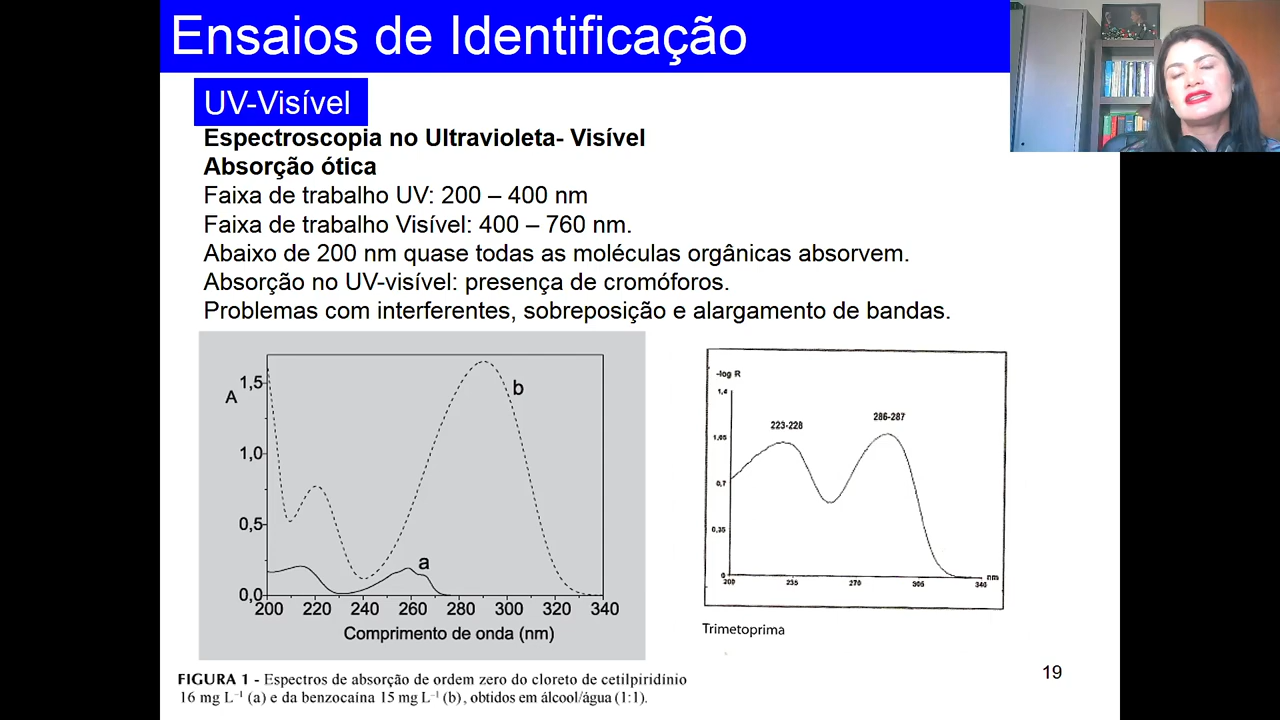 Ensaios de Identificação
UV-Visível
Espectroscopia no Ultravioleta- Visível
Absorção ótica
Faixa de trabalho UV: 200 – 400 nm
Faixa de trabalho Visível: 400 – 760 nm.
Abaixo de 200 nm quase todas as moléculas orgânicas absorvem.
Absorção no UV-visível: presença de cromóforos.
Problemas com interferentes, sobreposição e alargamento de bandas.
A
1,5
1,0
0,5
0,0
b
a
200 220 240 260 280 300 320 340
Comprimento de onda (nm)
FIGURA 1 - Espectros de absorção de ordem zero do cloreto de cetilpiridínio
16 mg L⁻¹ (a) e da benzocaína 15 mg L⁻¹ (b), obtidos em álcool/água (1:1).
-log R
1,4
1,05
0,7
0,35
0
223-228
286-287
200 235 270 305 340
nm
Trimetoprima
19